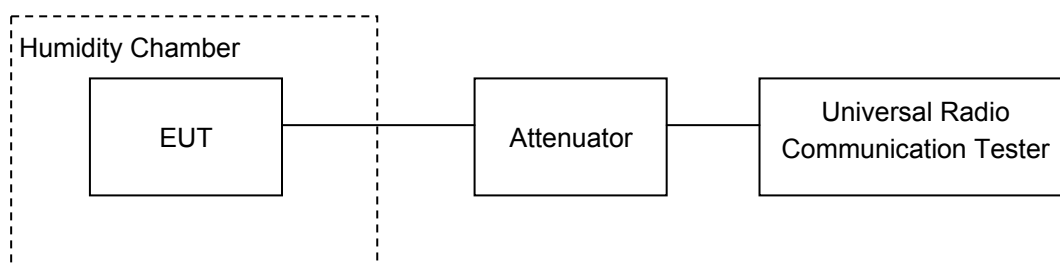 Humidity Chamber
EUT
Attenuator
Universal Radio
Communication Tester